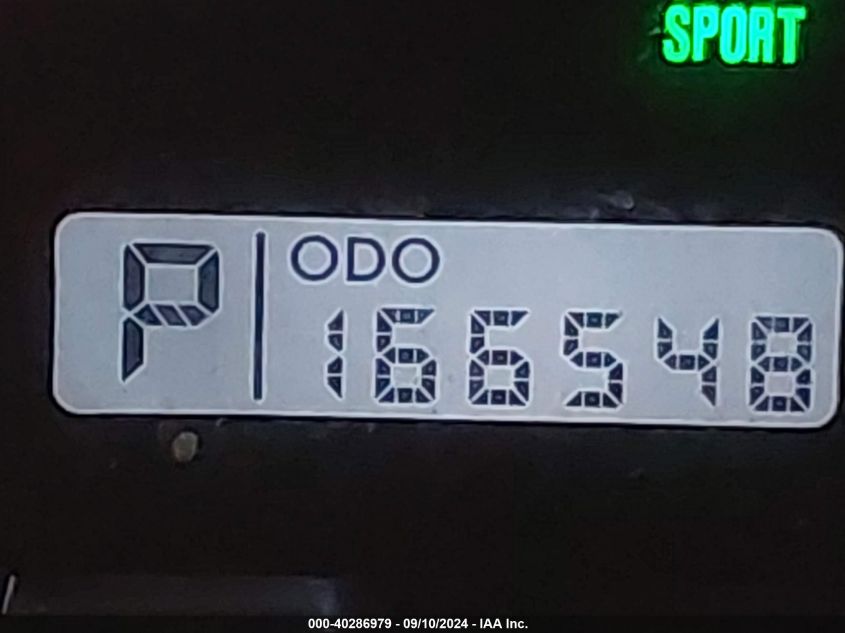 SPORT
P
ODO
166548
000-40286979 - 09/10/2024 - IAA Inc.